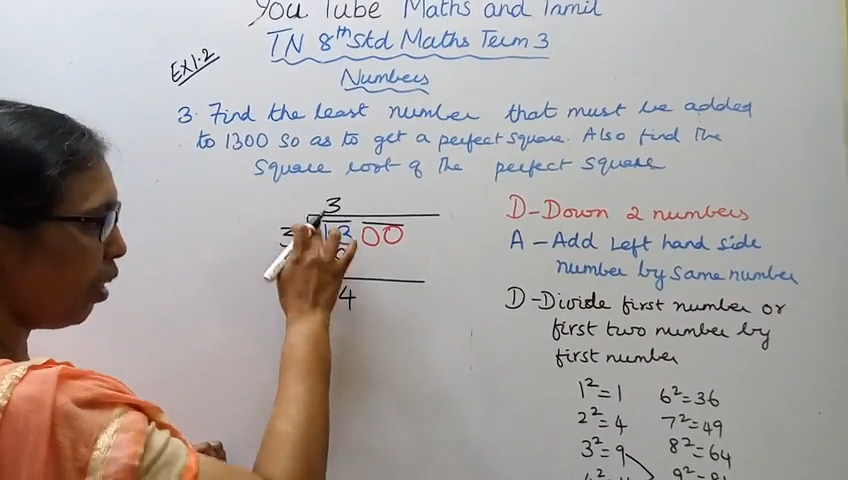 You Tube Maths and Tamil
TN 8th Std Maths Term 3
EX1.2
Numbers
3. Find the least number that must be added
to 1300 so as to get a perfect square. Also find the
square root of the perfect square
3
3 13 00
4
D-Down 2 numbers
A-Add Left hand side
number by same number
D-Divide first number or
first two number by
first number
1²=1 6²=36
2²=4 7²=49
3²=9 8²=64